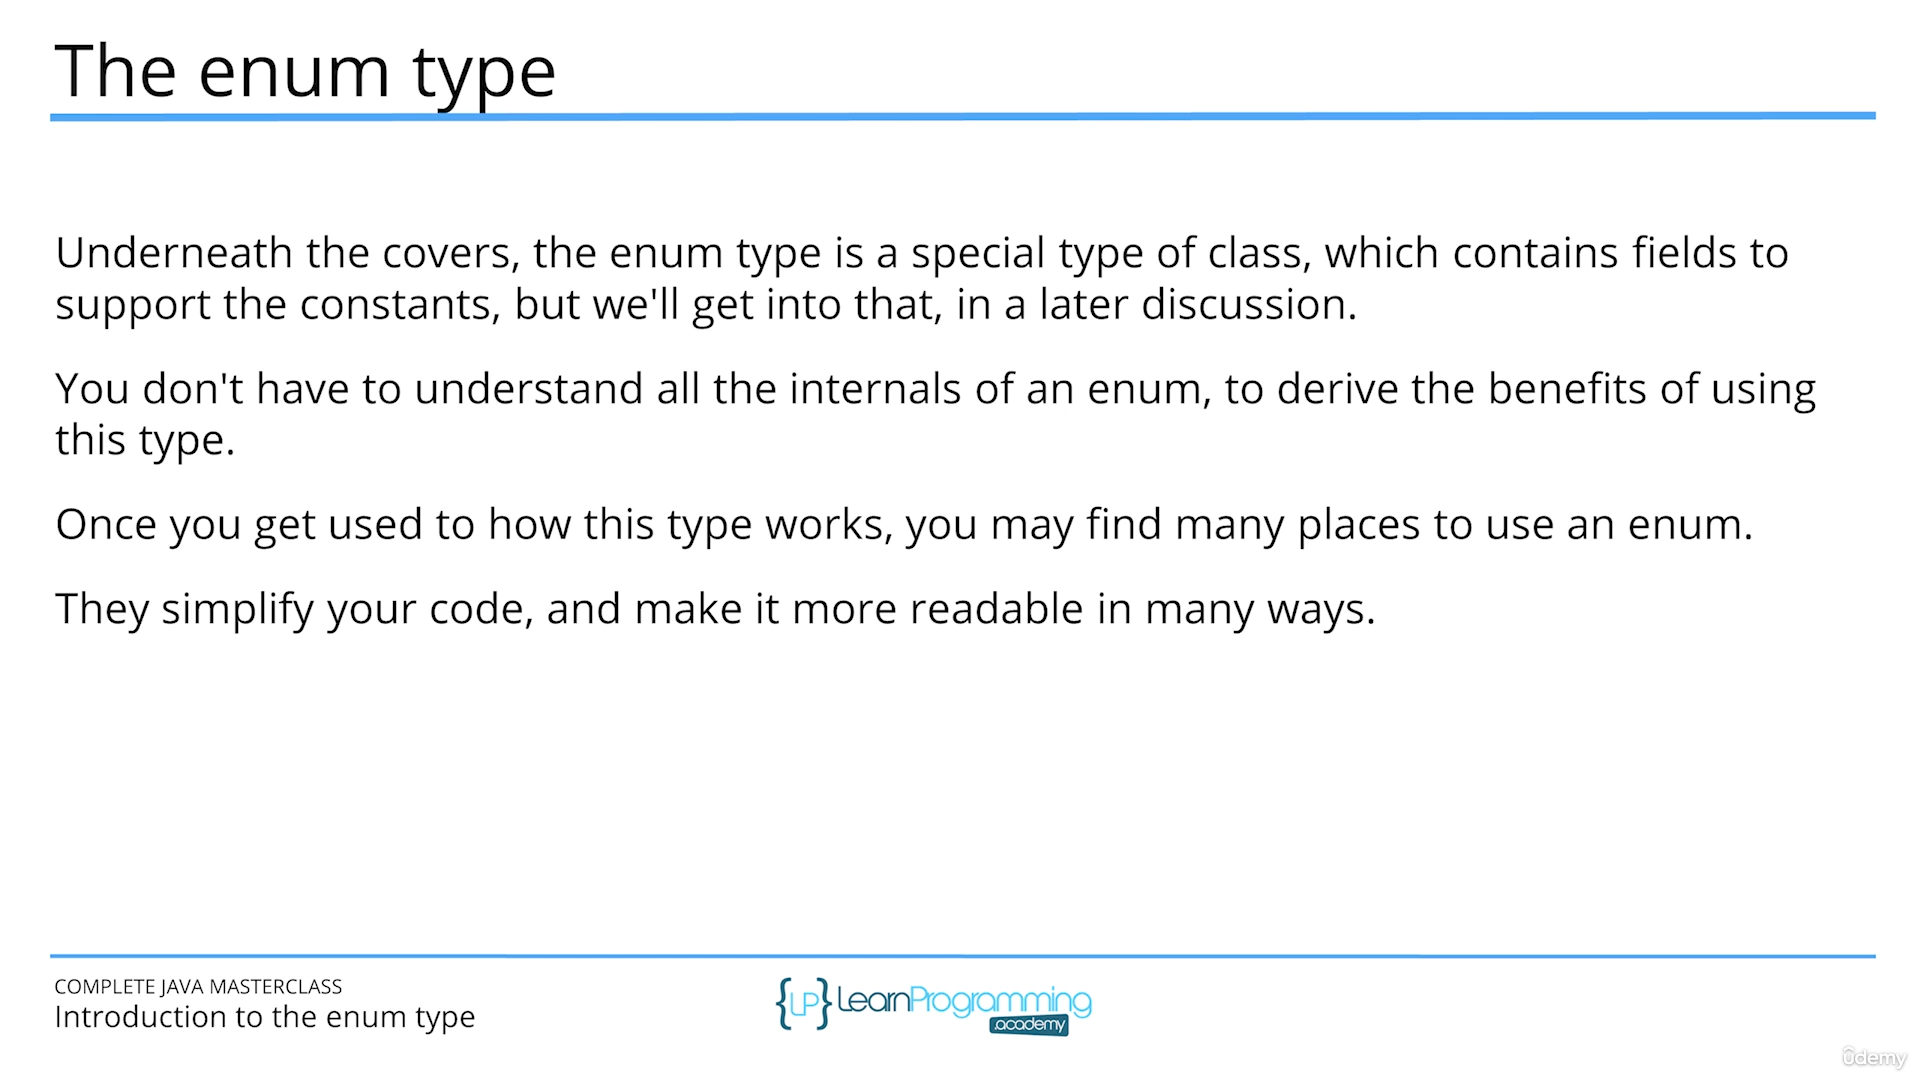 The enum type
Underneath the covers, the enum type is a special type of class, which contains fields to
support the constants, but we'll get into that, in a later discussion.
You don't have to understand all the internals of an enum, to derive the benefits of using
this type.
Once you get used to how this type works, you may find many places to use an enum.
They simplify your code, and make it more readable in many ways.
COMPLETE JAVA MASTERCLASS
Introduction to the enum type
{LP} LearnProgramming
.academy
ûdemy